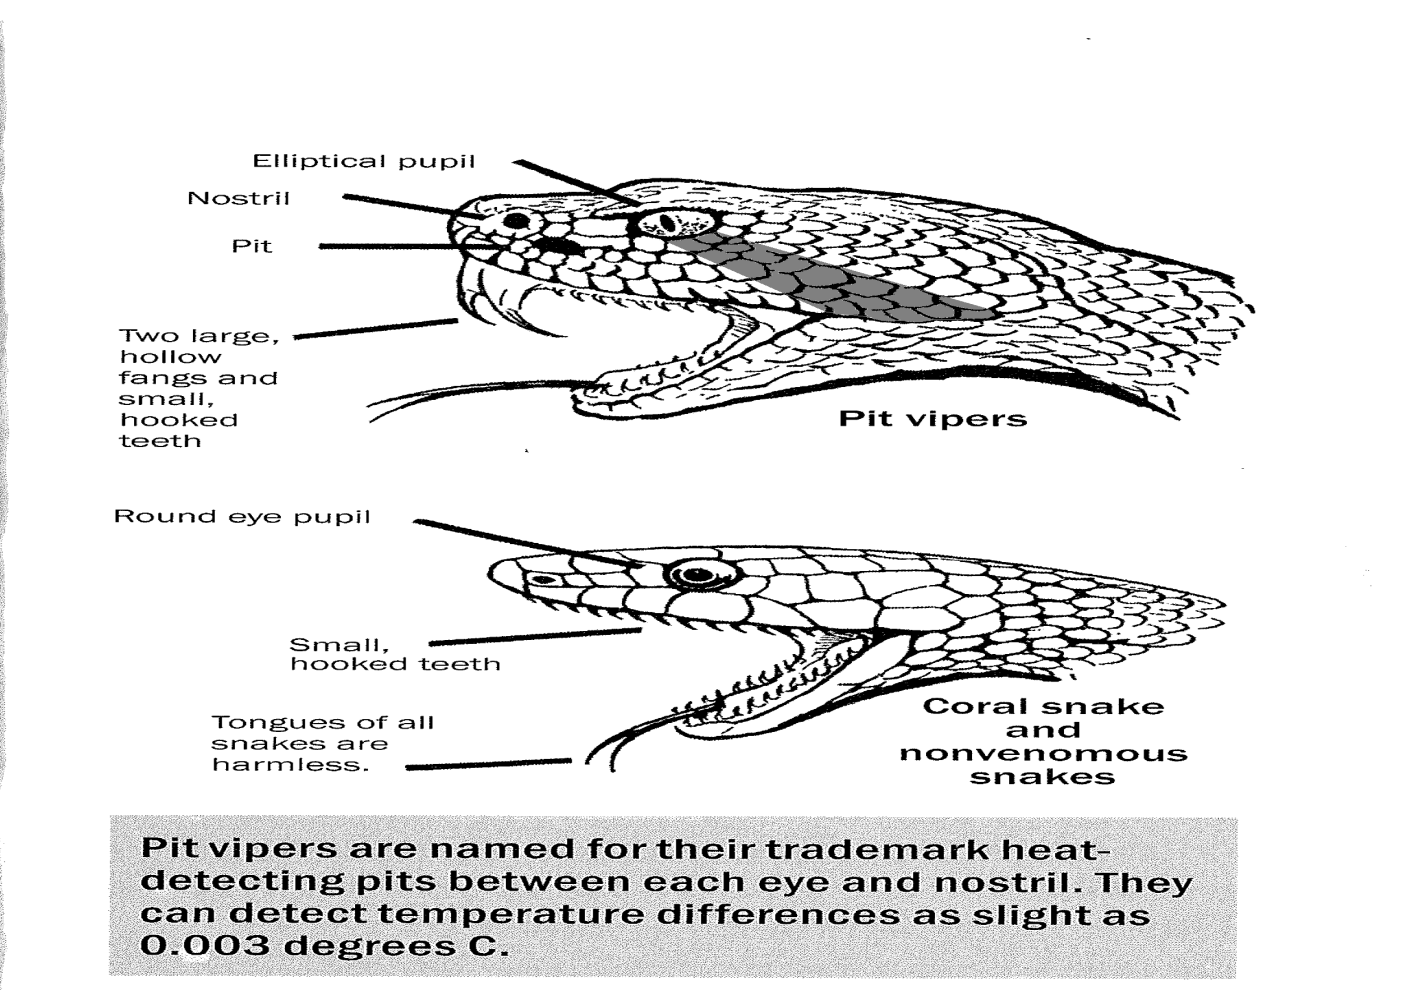 Elliptical pupil
Nostril
Pit
Two large,
hollow
fangs and
small,
hooked
teeth
Pit vipers
Round eye pupil
Small,
hooked teeth
Tongues of all
snakes are
harmless.
Coral snake
and
nonvenomous
snakes
Pit vipers are named for their trademark heat-
detecting pits between each eye and nostril. They
can detect temperature differences as slight as
0.003 degrees C.